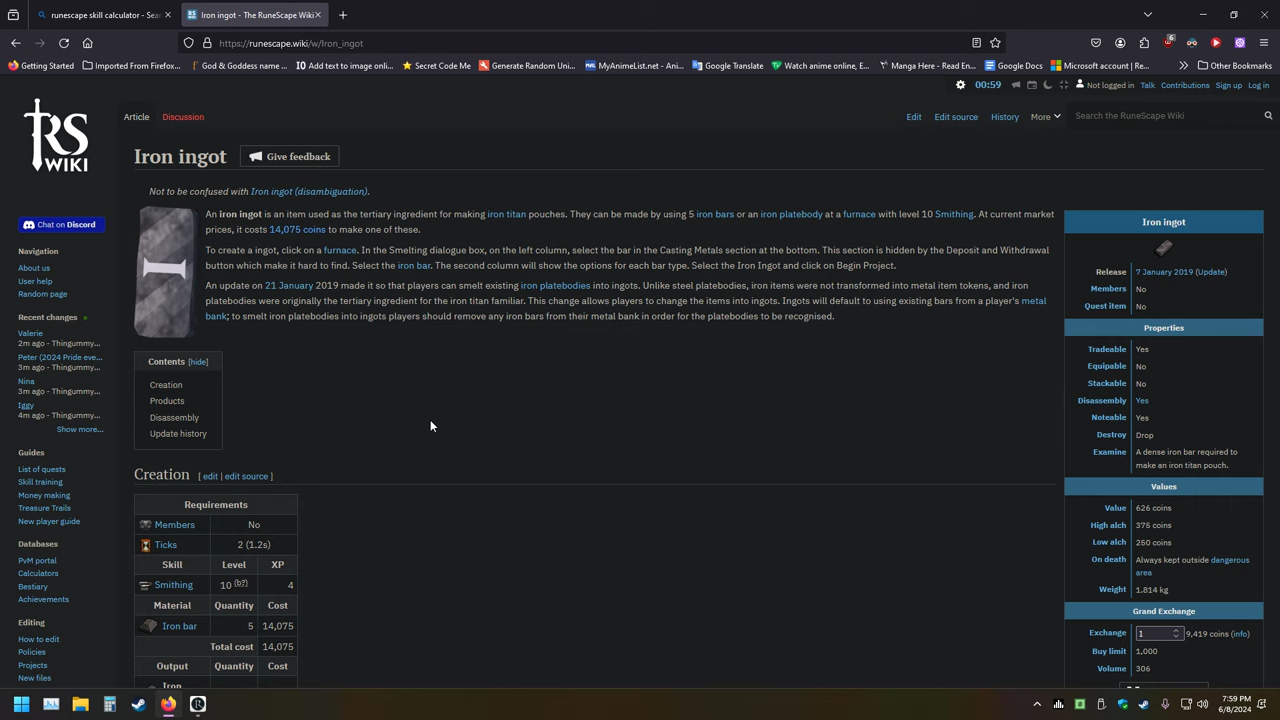 runescape skill calculator - Sea
Iron ingot - The RuneScape Wiki
https://runescape.wiki/w/Iron_ingot
Getting Started
Imported From Firefox...
God & Goddess name ...
Add text to image onlin...
Secret Code Me
Generate Random Uni...
MyAnimeList.net - Ani...
Google Translate
Watch anime online, E...
Manga Here - Read En...
Google Docs
Microsoft account | Re...
Other Bookmarks
00:59
Not logged in
Talk
Contributions
Sign up
Log in
RS
WIKI
Article
Discussion
Edit
Edit source
History
More
Search the RuneScape Wiki
Iron ingot
Give feedback
Not to be confused with Iron ingot (disambiguation).
An iron ingot is an item used as the tertiary ingredient for making iron titan pouches. They can be made by using 5 iron bars or an iron platebody at a furnace with level 10 Smithing. At current market
prices, it costs 14,075 coins to make one of these.
To create a ingot, click on a furnace. In the Smelting dialogue box, on the left column, select the bar in the Casting Metals section at the bottom. This section is hidden by the Deposit and Withdrawal
button which make it hard to find. Select the iron bar. The second column will show the options for each bar type. Select the Iron Ingot and click on Begin Project.
An update on 21 January 2019 made it so that players can smelt existing iron platebodies into ingots. Unlike steel platebodies, iron items were not transformed into metal item tokens, and iron
platebodies were originally the tertiary ingredient for the iron titan familiar. This change allows players to change the items into ingots. Ingots will default to using existing bars from a player's metal
bank; to smelt iron platebodies into ingots players should remove any iron bars from their metal bank in order for the platebodies to be recognised.
Contents [hide]
Creation
Products
Disassembly
Update history
Creation [ edit | edit source ]
Requirements
Members No
Ticks 2 (1.2s)
Skill Level XP
Smithing 10 (b?) 4
Material Quantity Cost
Iron bar 5 14,075
Total cost 14,075
Output Quantity Cost
Iron
Chat on Discord
Navigation
About us
User help
Random page
Recent changes
Valerie
2m ago - Thingummy...
Peter (2024 Pride eve...
3m ago - Thingummy...
Nina
3m ago - Thingummy...
Iggy
4m ago - Thingummy...
Show more...
Guides
List of quests
Skill training
Money making
Treasure Trails
New player guide
Databases
PvM portal
Calculators
Bestiary
Achievements
Editing
How to edit
Policies
Projects
New files
Iron ingot
Release 7 January 2019 (Update)
Members No
Quest item No
Properties
Tradeable Yes
Equipable No
Stackable No
Disassembly Yes
Noteable Yes
Destroy Drop
Examine A dense iron bar required to
make an iron titan pouch.
Values
Value 626 coins
High alch 375 coins
Low alch 250 coins
On death Always kept outside dangerous
area
Weight 1.814 kg
Grand Exchange
Exchange 1 9,419 coins (info)
Buy limit 1,000
Volume 306
7:59 PM
6/8/2024